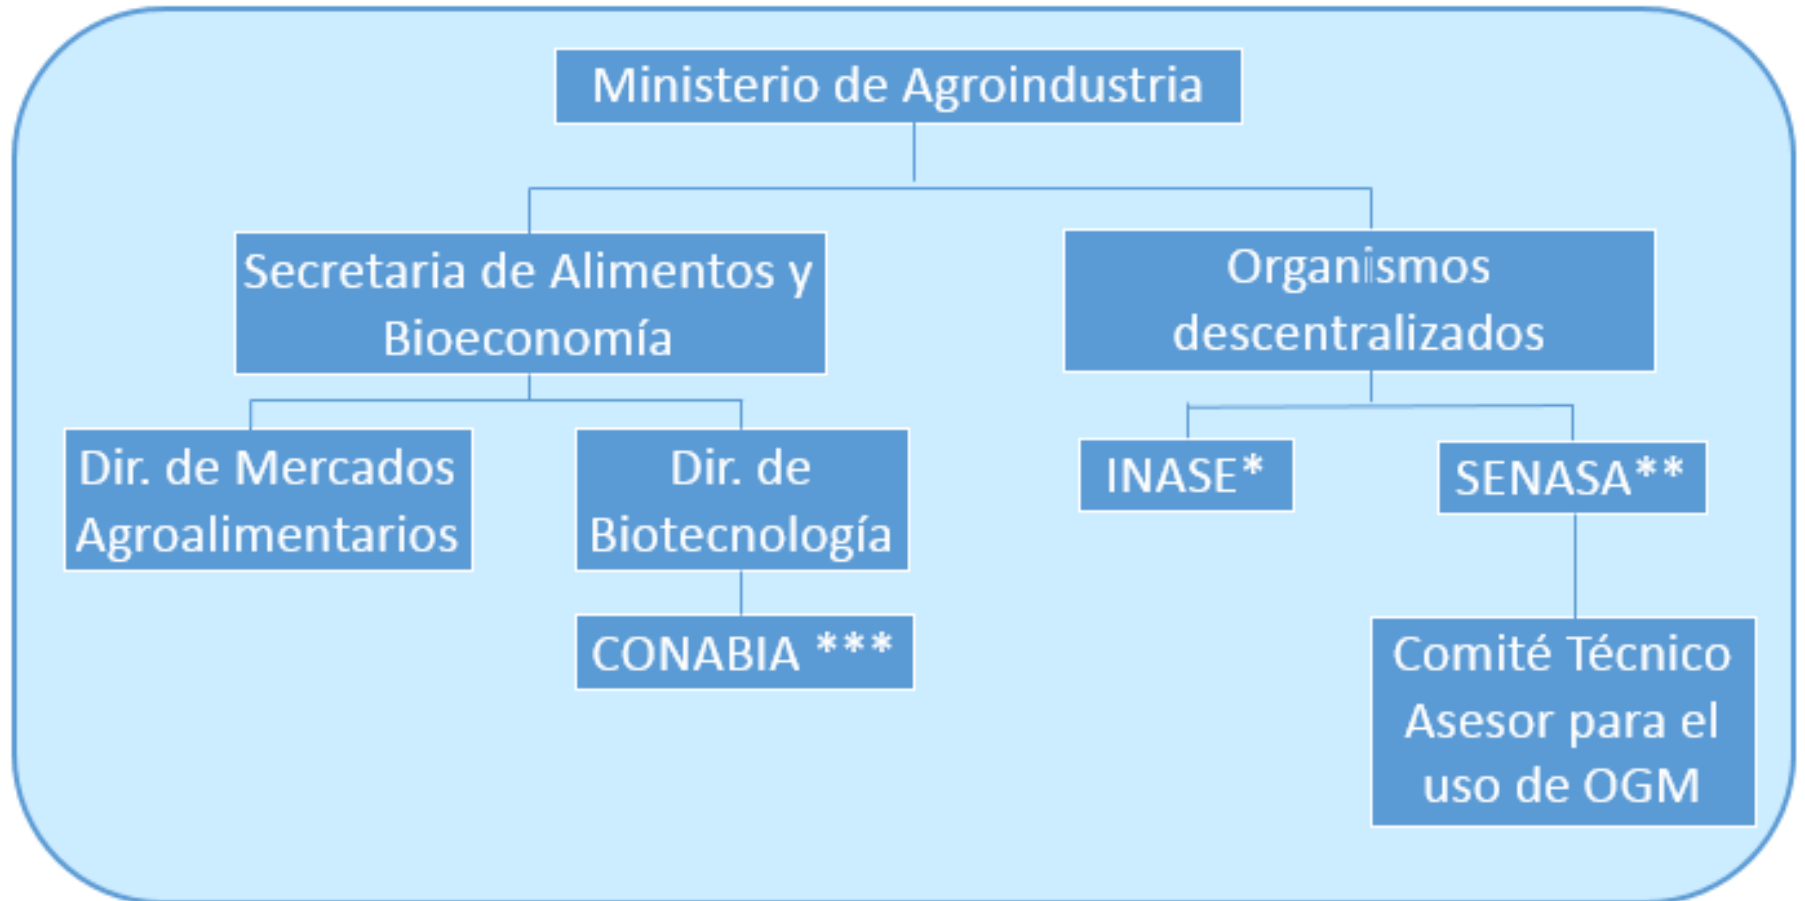 Ministerio de Agroindustria
Secretaria de Alimentos y
Bioeconomía
Organismos
descentralizados
Dir. de Mercados
Agroalimentarios
Dir. de
Biotecnología
INASE*
SENASA**
CONABIA ***
Comité Técnico
Asesor para el
uso de OGM